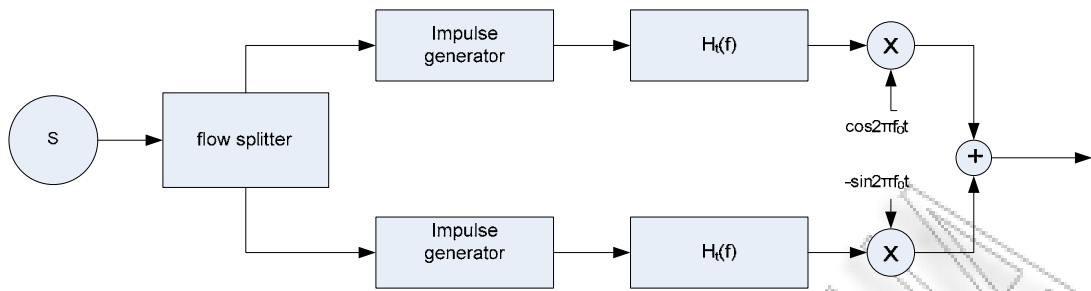 Impulse
generator
Ht(f)
X
S
flow splitter
cos2πf0t
+
-sin2πf0t
Impulse
generator
Ht(f)
X